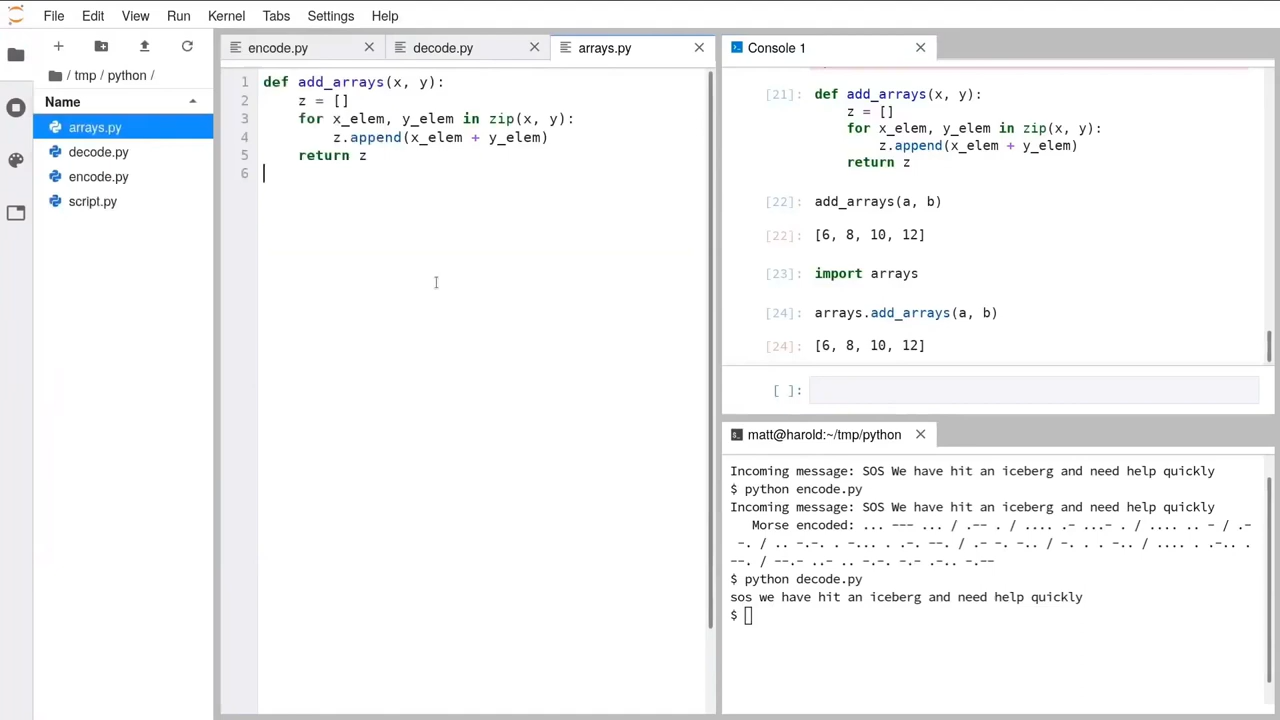 File Edit View Run Kernel Tabs Settings Help
/ tmp / python /
Name
arrays.py
decode.py
encode.py
script.py
encode.py
decode.py
arrays.py
1 def add_arrays(x, y):
2     z = []
3     for x_elem, y_elem in zip(x, y):
4         z.append(x_elem + y_elem)
5     return z
6
Console 1
[21]: def add_arrays(x, y):
    z = []
    for x_elem, y_elem in zip(x, y):
        z.append(x_elem + y_elem)
    return z
[22]: add_arrays(a, b)
[22]: [6, 8, 10, 12]
[23]: import arrays
[24]: arrays.add_arrays(a, b)
[24]: [6, 8, 10, 12]
[ ]:
matt@harold:~/tmp/python
Incoming message: SOS We have hit an iceberg and need help quickly
$ python encode.py
Incoming message: SOS We have hit an iceberg and need help quickly
   Morse encoded: ... --- ... / .-- . / .... .- ...- . / .... .. - / .-
 -. / .. -.-. . -... . .-. --. / .- -. -.. / -. . . -.. / .... . .-.. .
--. / --.- ..- .. -.-. -.- .-.. -.--
$ python decode.py
sos we have hit an iceberg and need help quickly
$